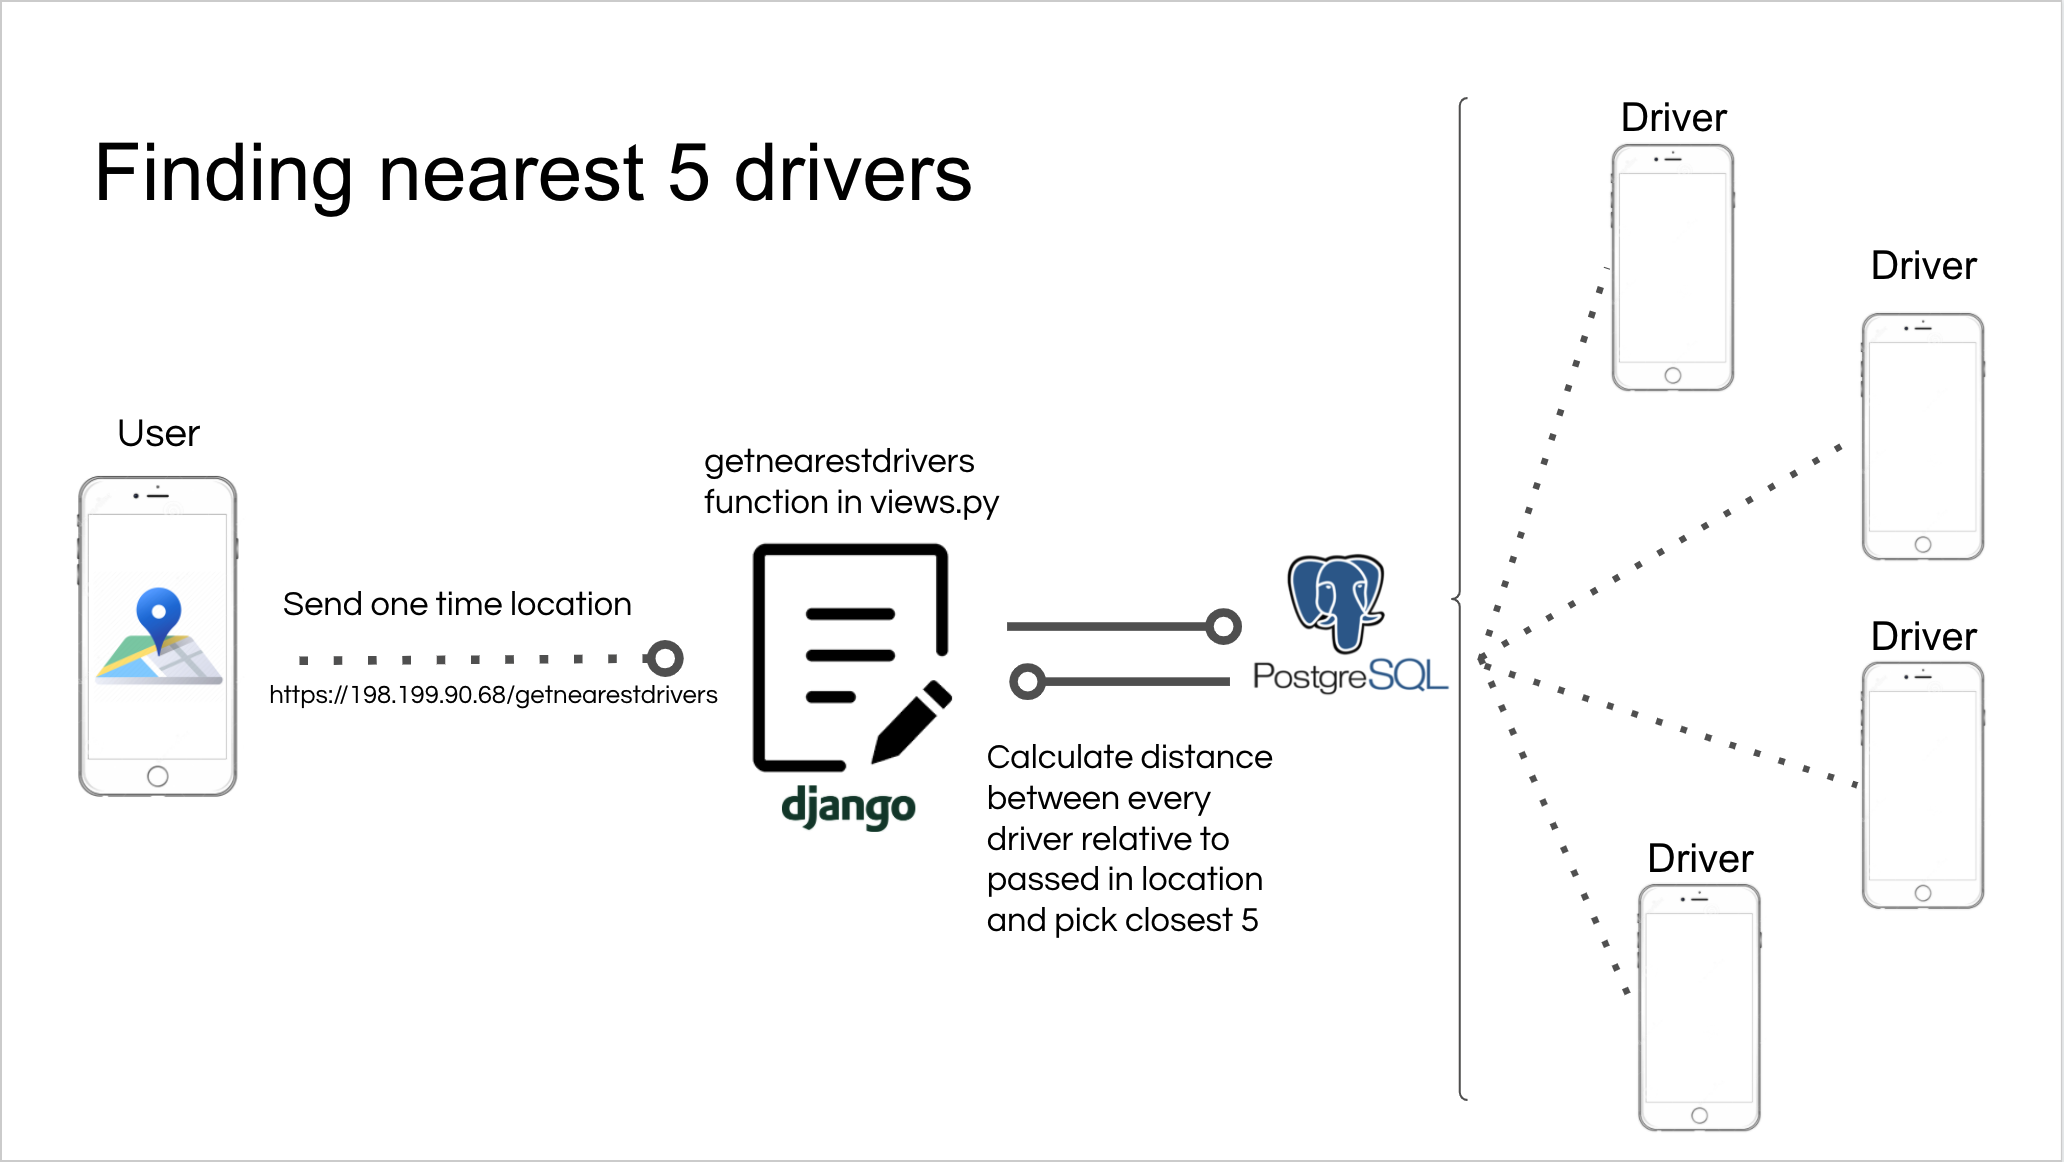 Finding nearest 5 drivers
User
Send one time location
https://198.199.90.68/getnearestdrivers
getnearestdrivers
function in views.py
django
Calculate distance
between every
driver relative to
passed in location
and pick closest 5
PostgreSQL
Driver
Driver
Driver
Driver